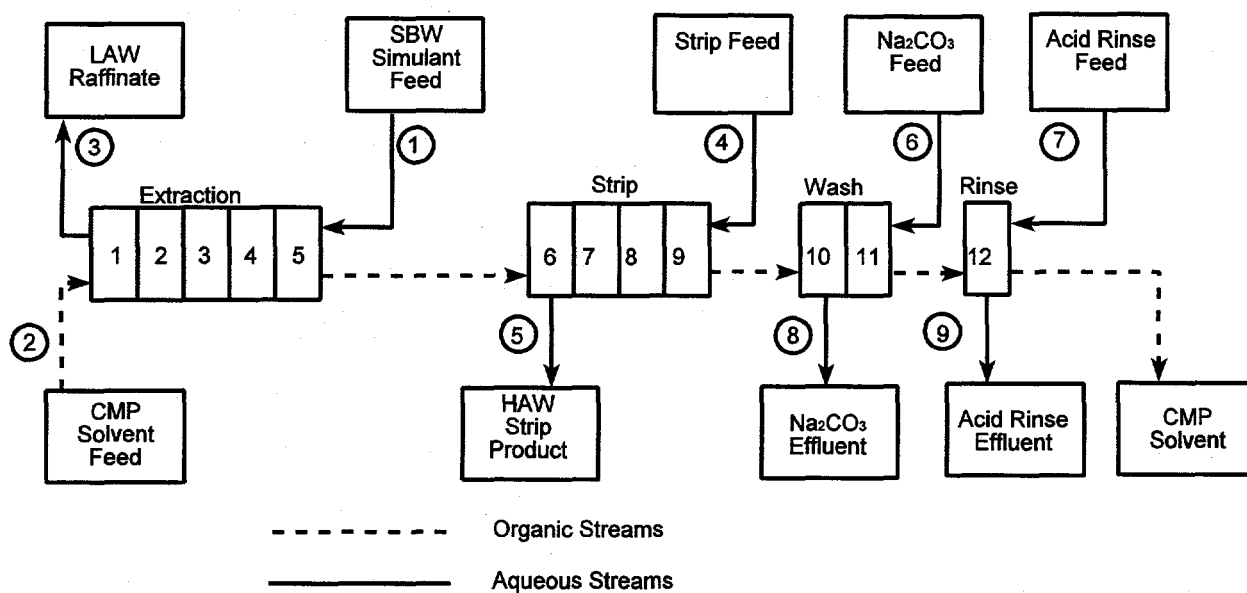 LAW
Raffinate
SBW
Simulant
Feed
Strip Feed
Na₂CO₃
Feed
Acid Rinse
Feed
3
1
4
6
7
Extraction
Strip
Wash
Rinse
1 2 3 4 5
6 7 8 9
10 11
12
2
5
8
9
CMP
Solvent
Feed
HAW
Strip
Product
Na₂CO₃
Effluent
Acid Rinse
Effluent
CMP
Solvent
Organic Streams
Aqueous Streams